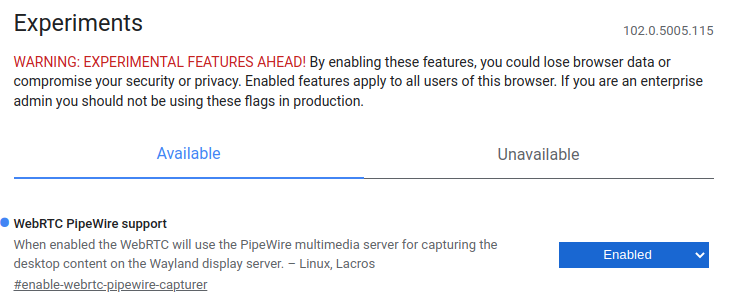 Experiments
102.0.5005.115
WARNING: EXPERIMENTAL FEATURES AHEAD! By enabling these features, you could lose browser data or
compromise your security or privacy. Enabled features apply to all users of this browser. If you are an enterprise
admin you should not be using these flags in production.
Available
Unavailable
WebRTC PipeWire support
When enabled the WebRTC will use the PipeWire multimedia server for capturing the
desktop content on the Wayland display server. – Linux, Lacros
#enable-webrtc-pipewire-capturer
Enabled